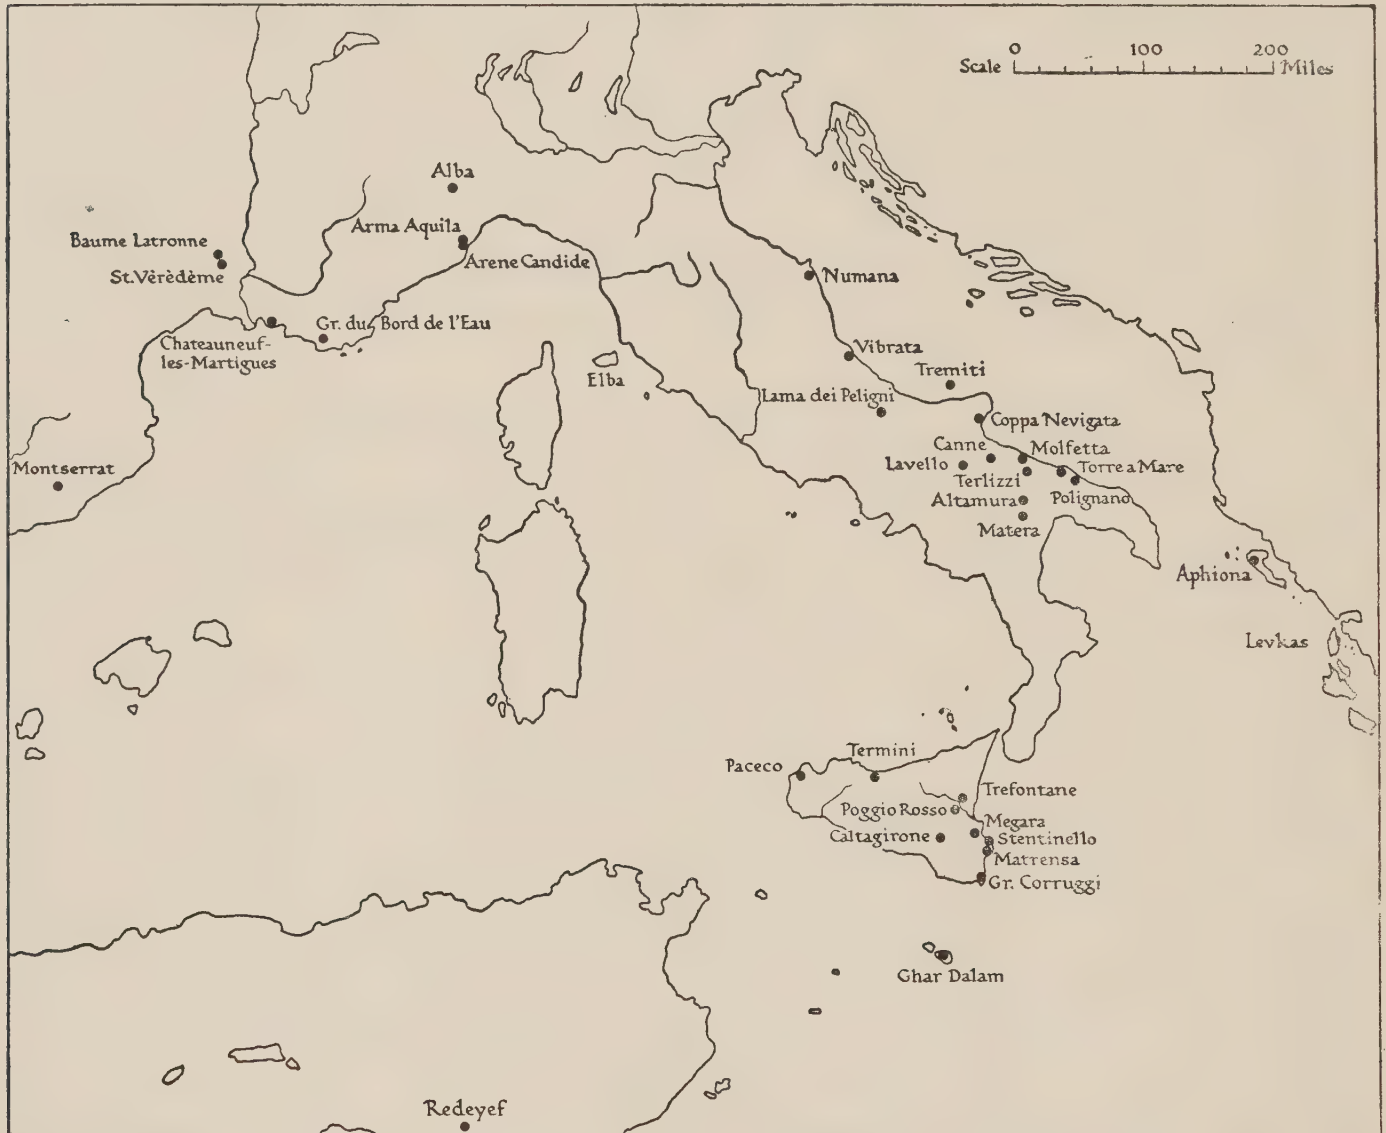 0 100 200
Scale Miles
Alba
Arma Aquila
Baume Latronne
Arene Candide
St. Vérèdème
Numana
Gr. du Bord de l'Eau
Chateauneuf-
les-Martigues
Vibrata
Tremiti
Elba
Lama dei Peligni
Coppa Nevigata
Canne
Molfetta
Lavello
Torre a Mare
Montserrat
Terlizzi
Altamura
Polignano
Matera
Aphiona
Levkas
Termini
Paceco
Trefontane
Poggio Rosso
Megara
Caltagirone
Stentinello
Matrensa
Gr. Corruggi
Ghar Dalam
Redeyef